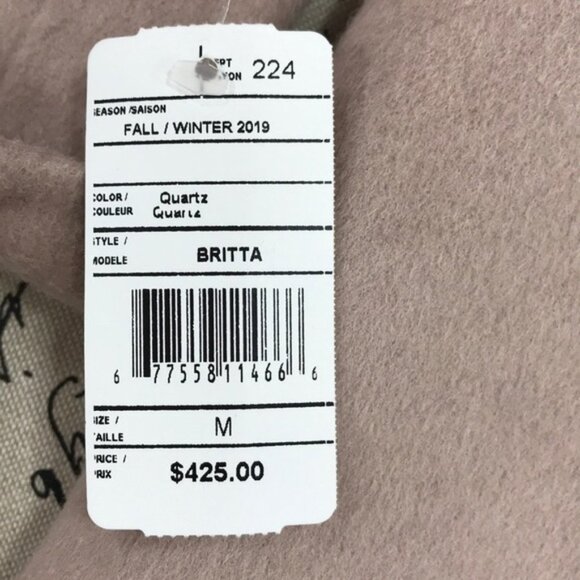 224
SEASON /SAISON
FALL / WINTER 2019
COLOR / Quartz
COULEUR Quartz
STYLE /
MODELE BRITTA
6 77558 11466 6
SIZE /
TAILLE M
PRICE /
PRIX $425.00